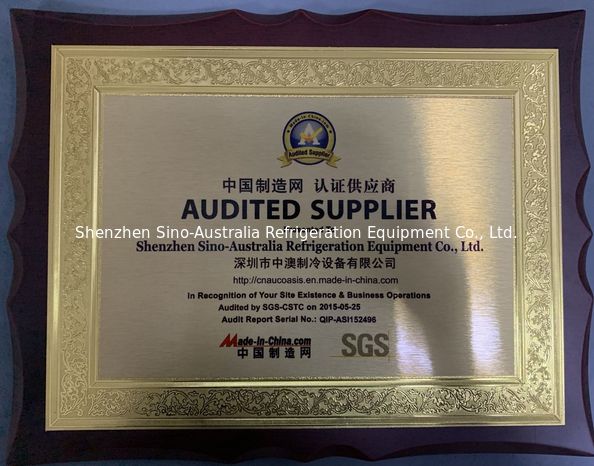 Made-in-China.com
Audited Supplier
中国制造网 认证供应商
AUDITED SUPPLIER
Shenzhen Sino-Australia Refrigeration Equipment Co., Ltd.
Shenzhen Sino-Australia Refrigeration Equipment Co., Ltd.
深圳市中澳制冷设备有限公司
http://cnaucoasis.en.made-in-china.com
In Recognition of Your Site Existence & Business Operations
Audited by SGS-CSTC on 2015-05-25
Audit Report Serial No.: QIP-ASI152496
Made-in-China.com
中国制造网
SGS